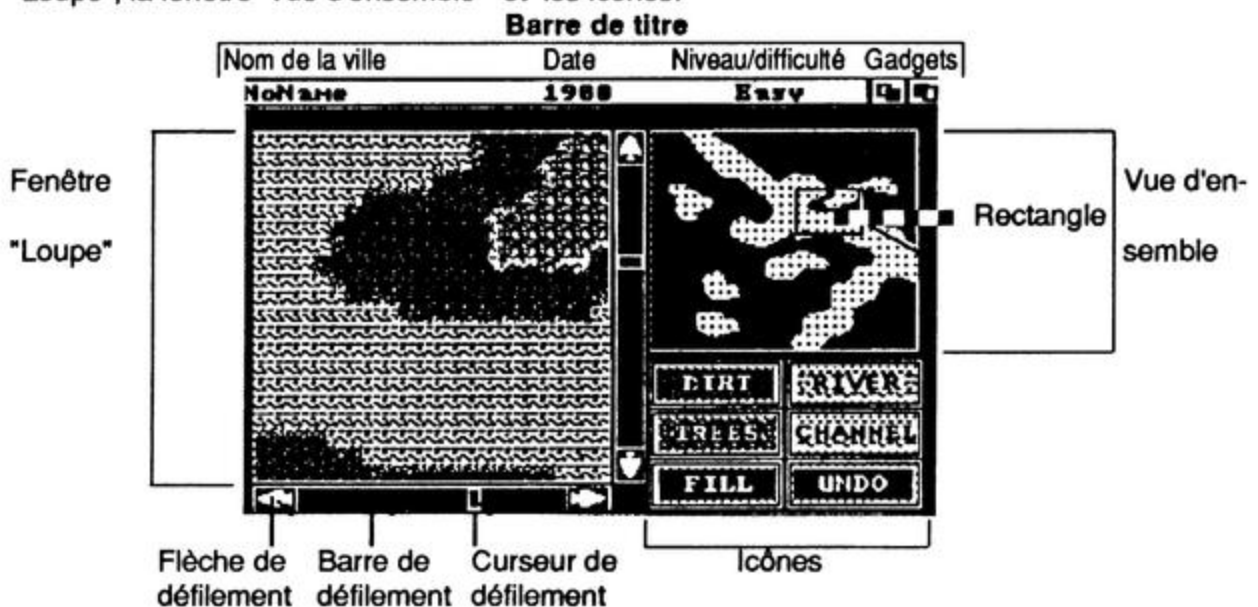 "Loupe", la fenêtre "Vue d'ensemble" et les icônes.
Barre de titre
Nom de la ville Date Niveau/difficulté Gadgets
NoName 1900 Easy
Fenêtre
"Loupe"
Vue d'en-
semble
Rectangle
DIRT RIVER
TREES CHANNEL
FILL UNDO
Flèche de
défilement
Barre de
défilement
Curseur de
défilement
Icônes